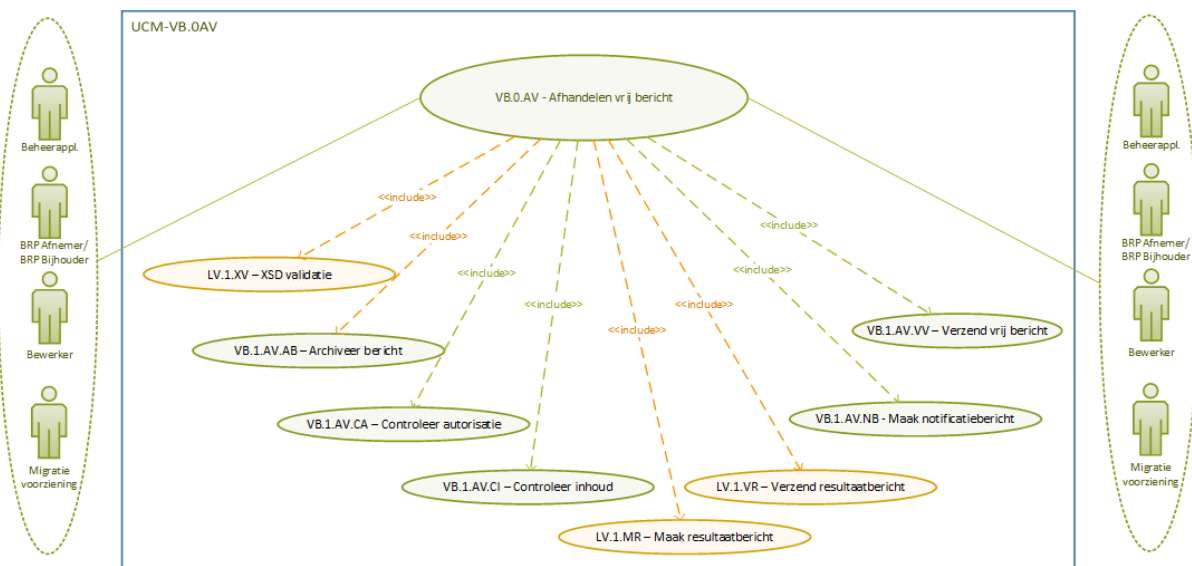 UCM-VB.0AV
VB.0.AV - Afhandelen vrij bericht
Beheerappl.
BRP Afnemer/
BRP Bijhouder
Bewerker
Migratie
voorziening
<<include>>
<<include>>
<<include>>
<<include>>
<<include>>
<<include>>
<<include>>
<<include>>
LV.1.XV – XSD validatie
VB.1.AV.AB – Archiveer bericht
VB.1.AV.CA – Controleer autorisatie
VB.1.AV.CI – Controleer inhoud
LV.1.MR – Maak resultaatbericht
LV.1.VR – Verzend resultaatbericht
VB.1.AV.NB - Maak notificatiebericht
VB.1.AV.VV – Verzend vrij bericht
Beheerappl.
BRP Afnemer/
BRP Bijhouder
Bewerker
Migratie
voorziening